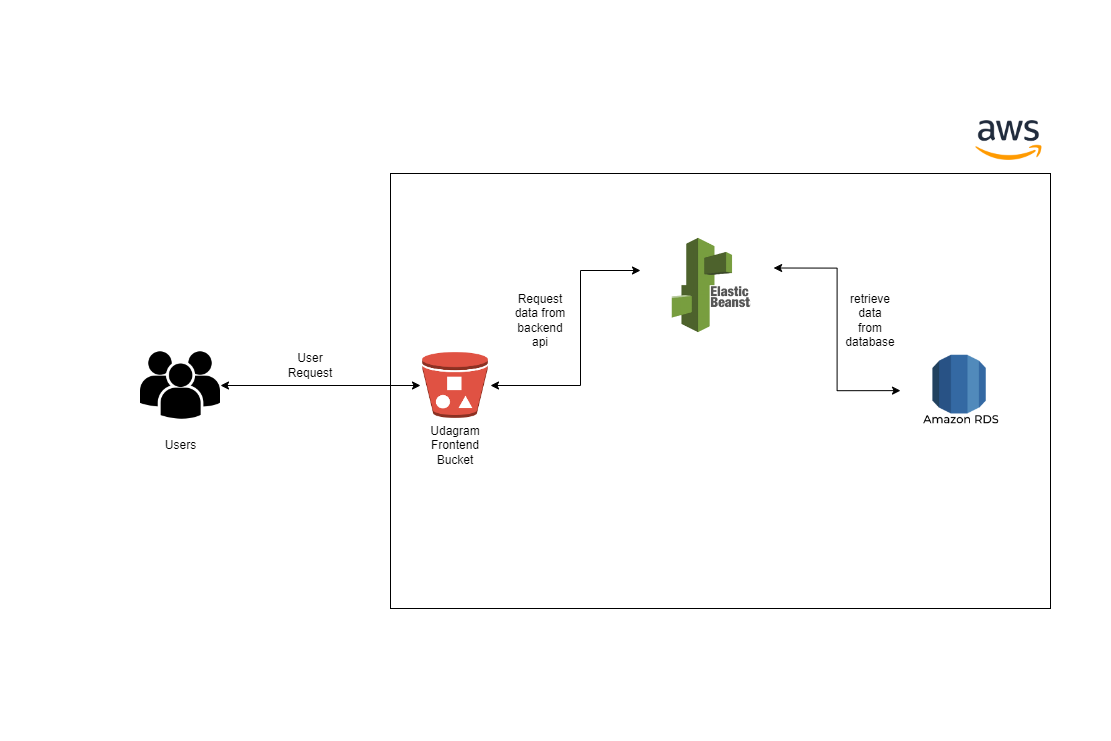 aws
Elastic
Beanst
Request
data from
backend
api
retrieve
data
from
database
User
Request
Users
Udagram
Frontend
Bucket
Amazon RDS